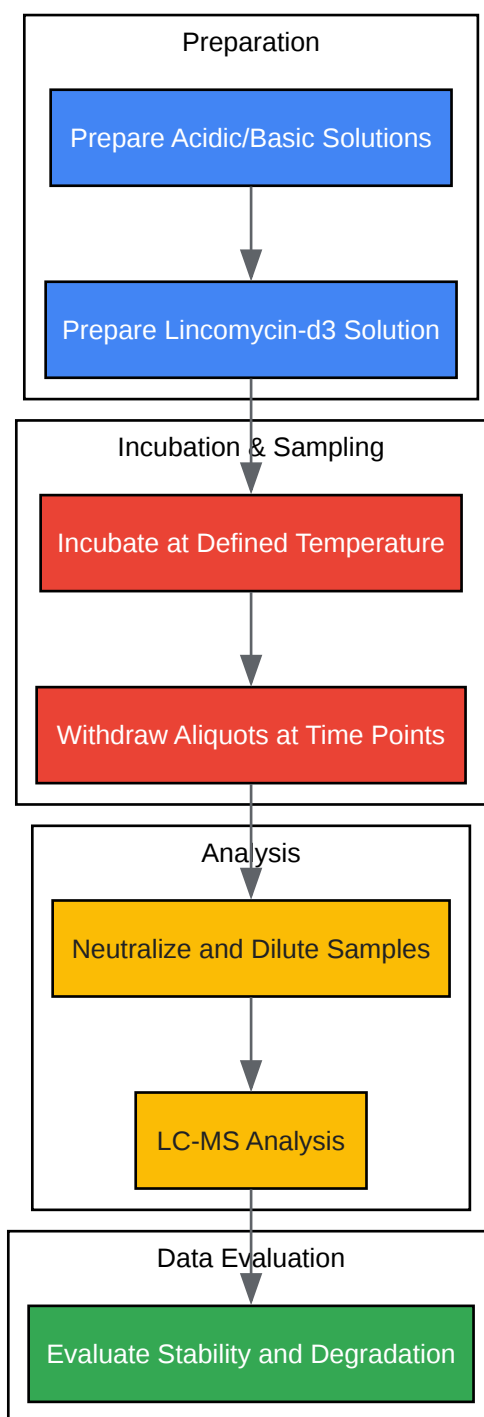 Preparation
Prepare Acidic/Basic Solutions
Prepare Lincomycin-d3 Solution
Incubation & Sampling
Incubate at Defined Temperature
Withdraw Aliquots at Time Points
Analysis
Neutralize and Dilute Samples
LC-MS Analysis
Data Evaluation
Evaluate Stability and Degradation